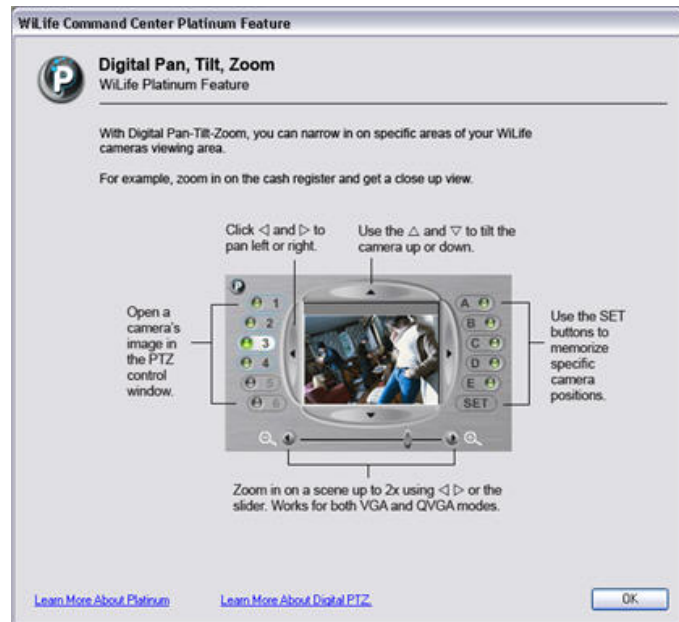 WiLife Command Center Platinum Feature
P
Digital Pan, Tilt, Zoom
WiLife Platinum Feature
With Digital Pan-Tilt-Zoom, you can narrow in on specific areas of your WiLife
cameras viewing area.
For example, zoom in on the cash register and get a close up view.
Click ◁ and ▷ to
pan left or right.
Use the △ and ▽ to tilt the
camera up or down.
Open a
camera's
image in
the PTZ
control
window.
P
1
2
3
4
5
6
A
B
C
D
E
SET
Use the SET
buttons to
memorize
specific
camera
positions.
Zoom in on a scene up to 2x using ◁ ▷ or the
slider. Works for both VGA and QVGA modes.
Learn More About Platinum
Learn More About Digital PTZ.
OK